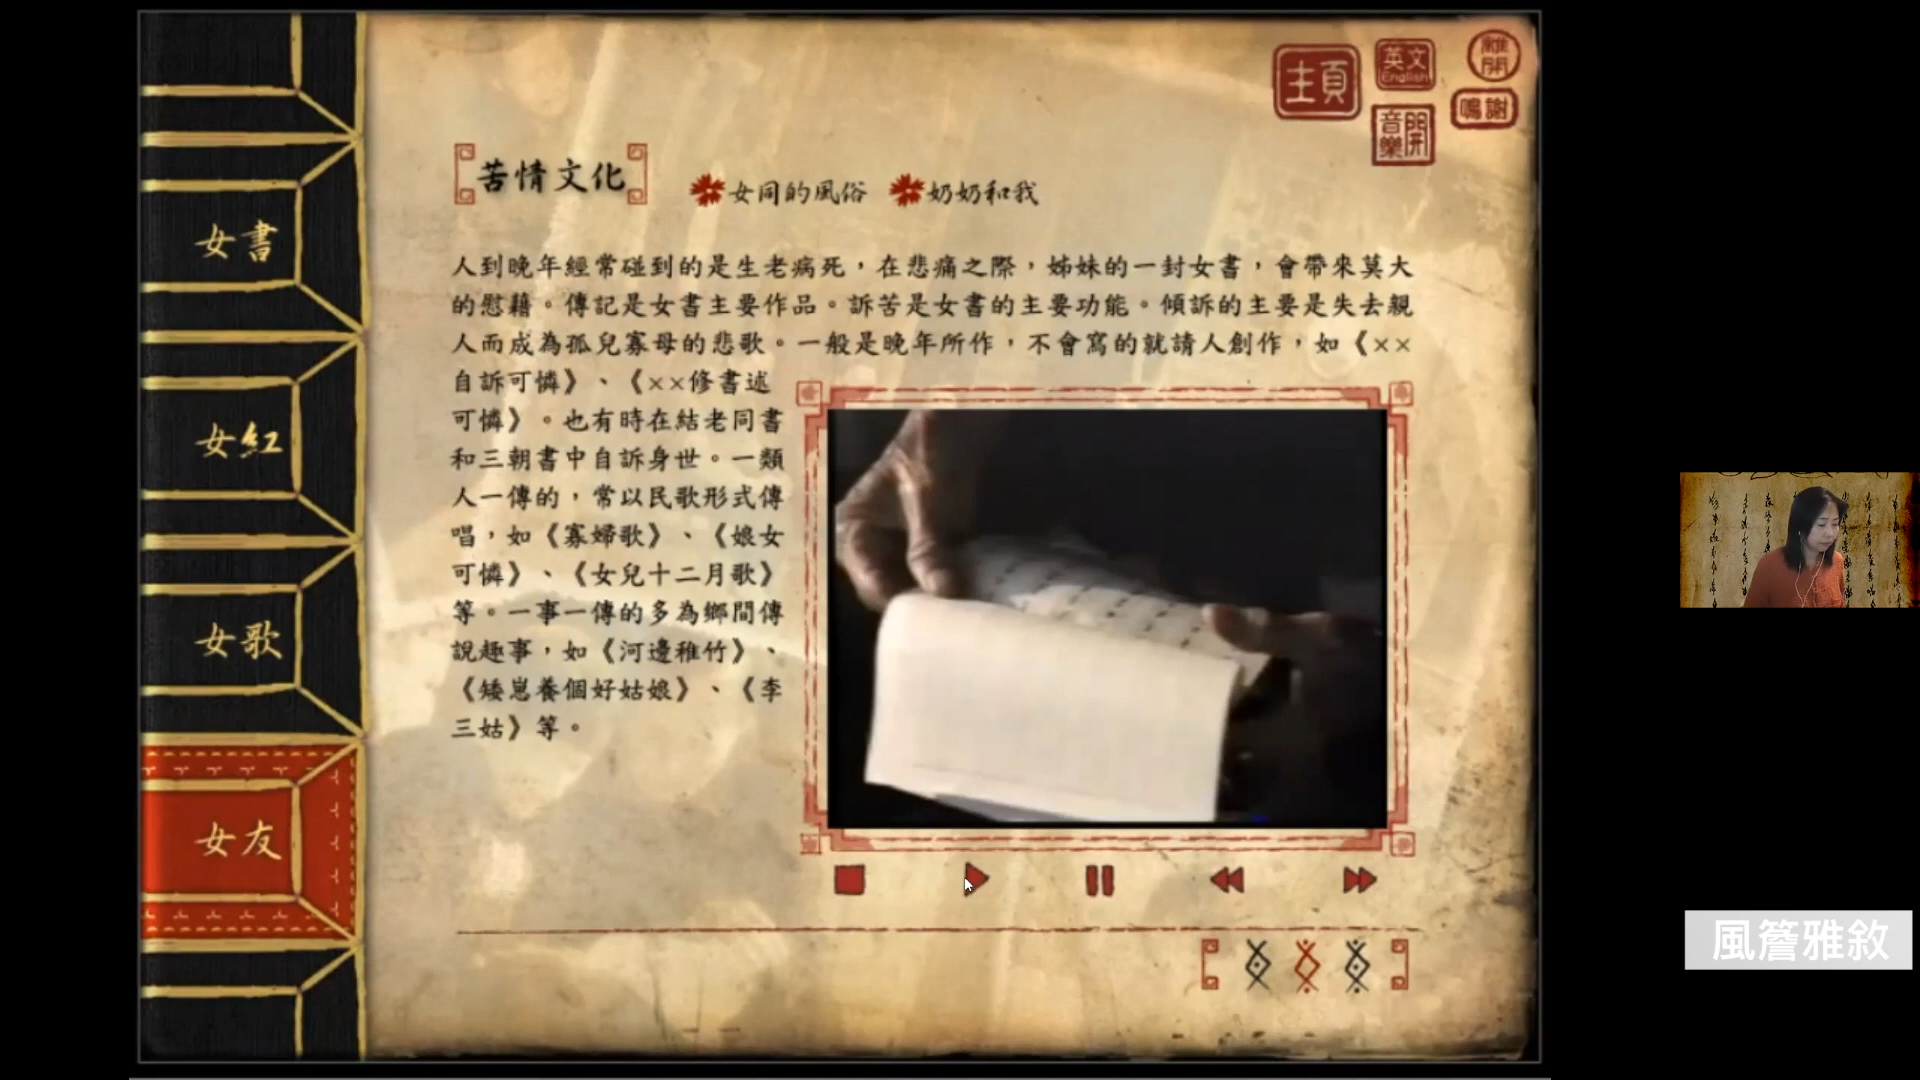 主頁
英文
English
離開
鳴謝
音樂
開
苦情文化
女同的風俗
奶奶和我
人到晚年經常碰到的是生老病死，在悲痛之際，姊妹的一封女書，會帶來莫大
的慰藉。傳記是女書主要作品。訴苦是女書的主要功能。傾訴的主要是失去親
人而成為孤兒寡母的悲歌。一般是晚年所作，不會寫的就請人創作，如《××
自訴可憐》、《××修書述
可憐》。也有時在結老同書
和三朝書中自訴身世。一類
人一傳的，常以民歌形式傳
唱，如《寡婦歌》、《娘女
可憐》、《女兒十二月歌》
等。一事一傳的多為鄉間傳
說趣事，如《河邊稚竹》、
《矮崽養個好姑娘》、《李
三姑》等。
女書
女紅
女歌
女友
風簷雅敘